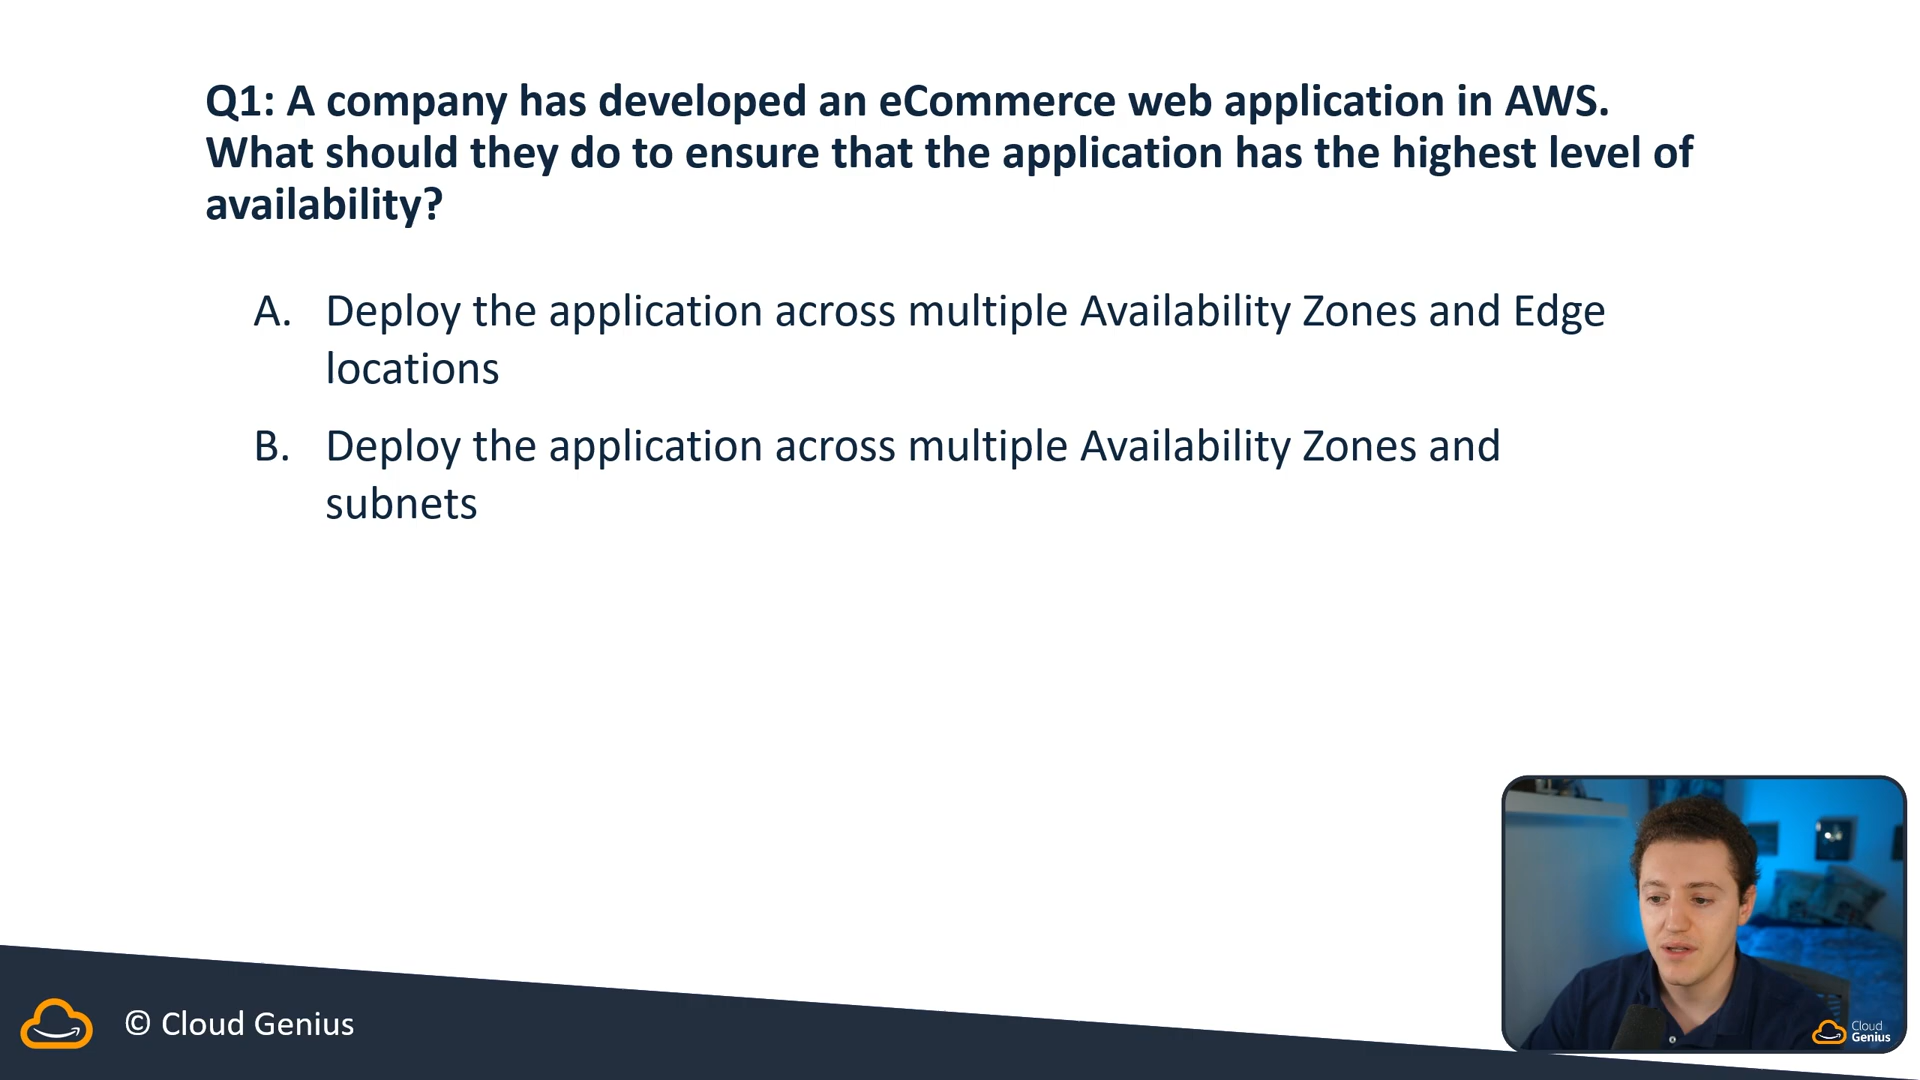 Q1: A company has developed an eCommerce web application in AWS.
What should they do to ensure that the application has the highest level of
availability?
A. Deploy the application across multiple Availability Zones and Edge
locations
B. Deploy the application across multiple Availability Zones and
subnets
© Cloud Genius
Cloud
Genius